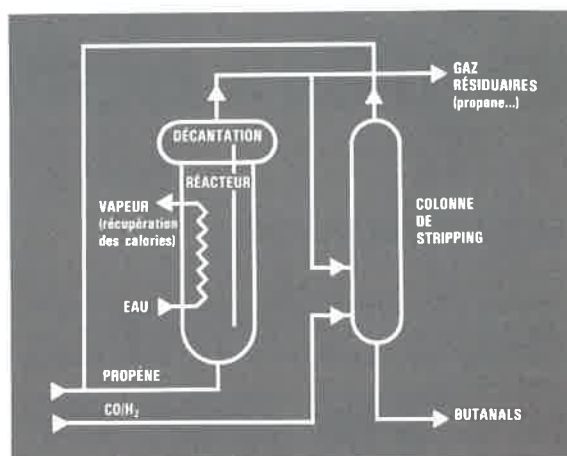 GAZ
RÉSIDUAIRES
(propane...)
DÉCANTATION
RÉACTEUR
VAPEUR
(récupération
des calories)
COLONNE
DE
STRIPPING
EAU
PROPÈNE
CO/H₂
BUTANALS